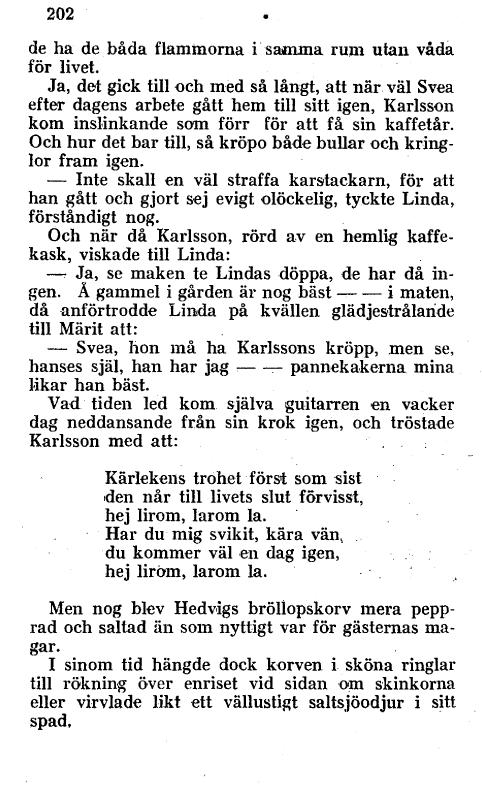 202
de ha de båda flammorna i samma rum utan våda
för livet.
Ja, det gick till och med så långt, att när väl Svea
efter dagens arbete gått hem till sitt igen, Karlsson
kom inslinkande som förr för att få sin kaffetår.
Och hur det bar till, så kröpo både bullar och kring-
lor fram igen.
— Inte skall en väl straffa karstackarn, för att
han gått och gjort sej evigt olöckelig, tyckte Linda,
förståndigt nog.
Och när då Karlsson, rörd av en hemlig kaffe-
kask, viskade till Linda:
— Ja, se maken te Lindas döppa, de har då in-
gen. Å gammel i gården är nog bäst — — i maten,
då anförtrodde Linda på kvällen glädjestrålande
till Märit att:
— Svea, hon må ha Karlssons kröpp, men se,
hanses själ, han har jag — — pannekakerna mina
likar han bäst.
Vad tiden led kom själva guitarren en vacker
dag neddansande från sin krok igen, och tröstade
Karlsson med att:
Kärlekens trohet först som sist
den når till livets slut förvisst,
hej lirom, larom la.
Har du mig svikit, kära vän,
du kommer väl en dag igen,
hej lirom, larom la.
Men nog blev Hedvigs bröllopskorv mera pepp-
rad och saltad än som nyttigt var för gästernas ma-
gar.
I sinom tid hängde dock korven i sköna ringlar
till rökning över enriset vid sidan om skinkorna
eller virvlade likt ett vällustigt saltsjöodjur i sitt
spad.